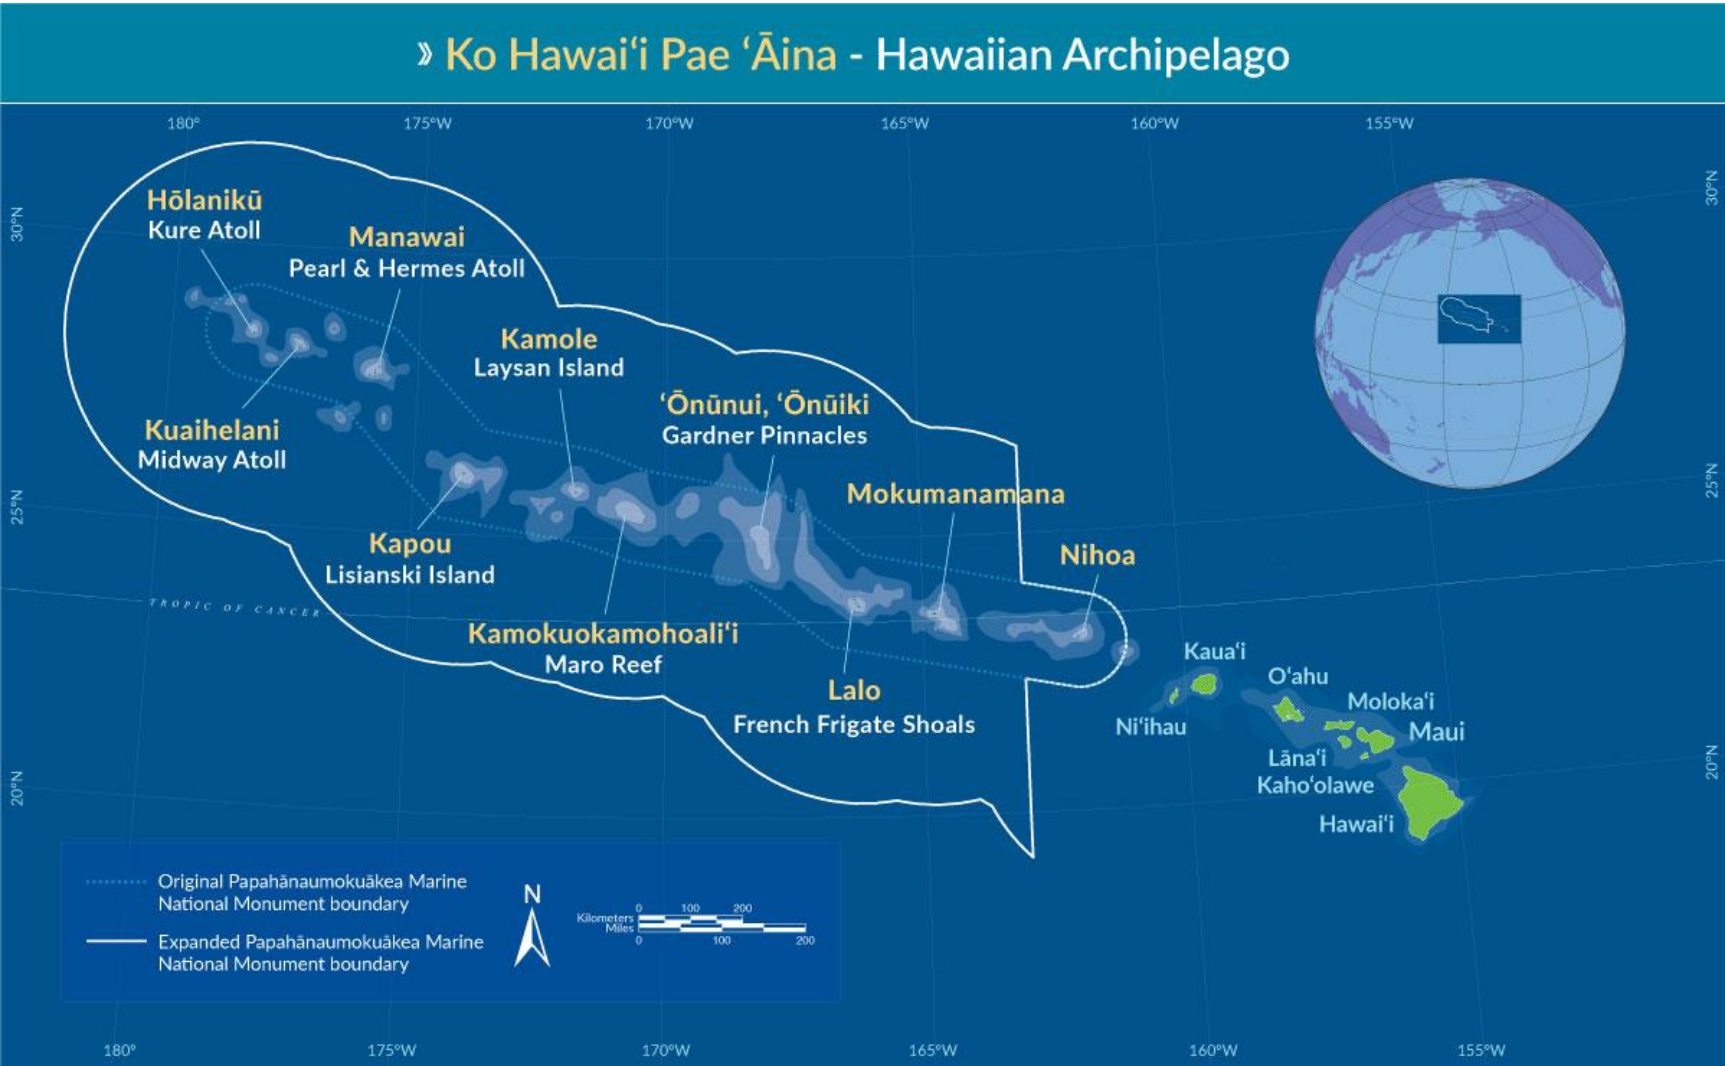 » Ko Hawaiʻi Pae ʻĀina - Hawaiian Archipelago
180° 175°W 170°W 165°W 160°W 155°W
30°N
30°N
Hōlanikū
Kure Atoll
Manawai
Pearl & Hermes Atoll
Kamole
Laysan Island
ʻŌnūnui, ʻŌnūiki
Gardner Pinnacles
Kuaihelani
Midway Atoll
Mokumanamana
25°N
25°N
Kapou
Lisianski Island
Nihoa
TROPIC OF CANCER
Kamokuokamohoaliʻi
Maro Reef
Lalo
French Frigate Shoals
Kauaʻi
Oʻahu
Niʻihau
Molokaʻi
Maui
Lānaʻi
Kahoʻolawe
Hawaiʻi
20°N
20°N
Original Papahānaumokuākea Marine
National Monument boundary
Expanded Papahānaumokuākea Marine
National Monument boundary
N
0 100 200
Kilometers
Miles
0 100 200
180° 175°W 170°W 165°W 160°W 155°W